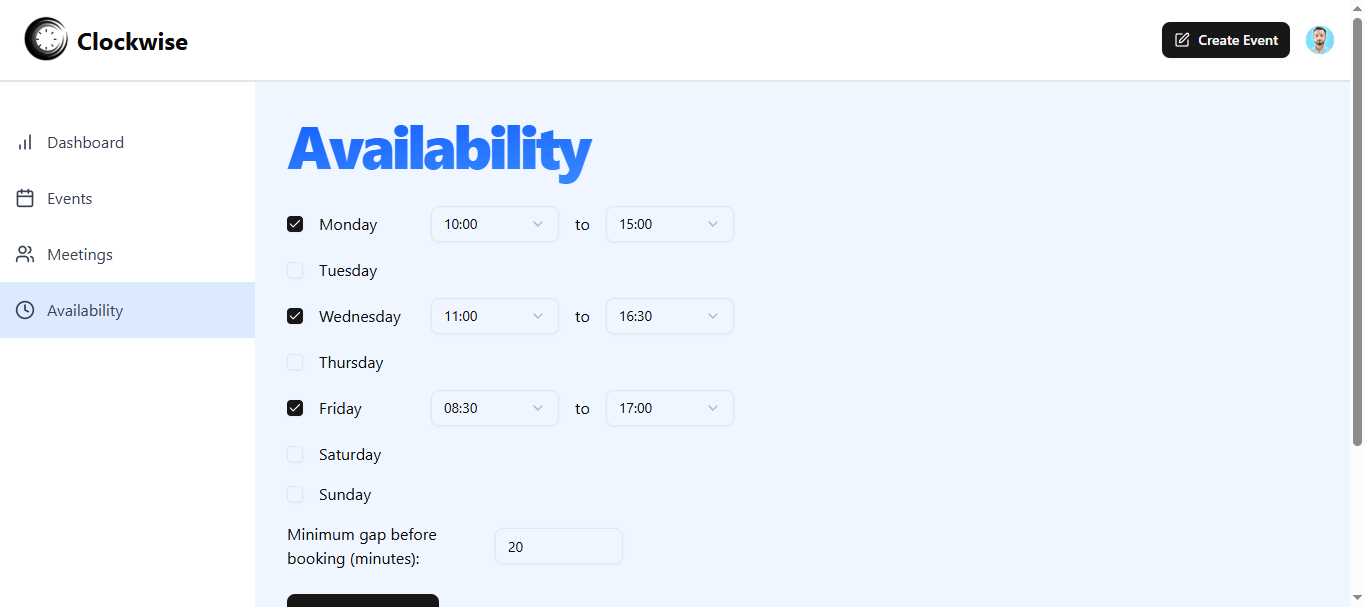 Clockwise
Create Event
Dashboard
Events
Meetings
Availability
Availability
Monday 10:00 to 15:00
Tuesday
Wednesday 11:00 to 16:30
Thursday
Friday 08:30 to 17:00
Saturday
Sunday
Minimum gap before
booking (minutes): 20